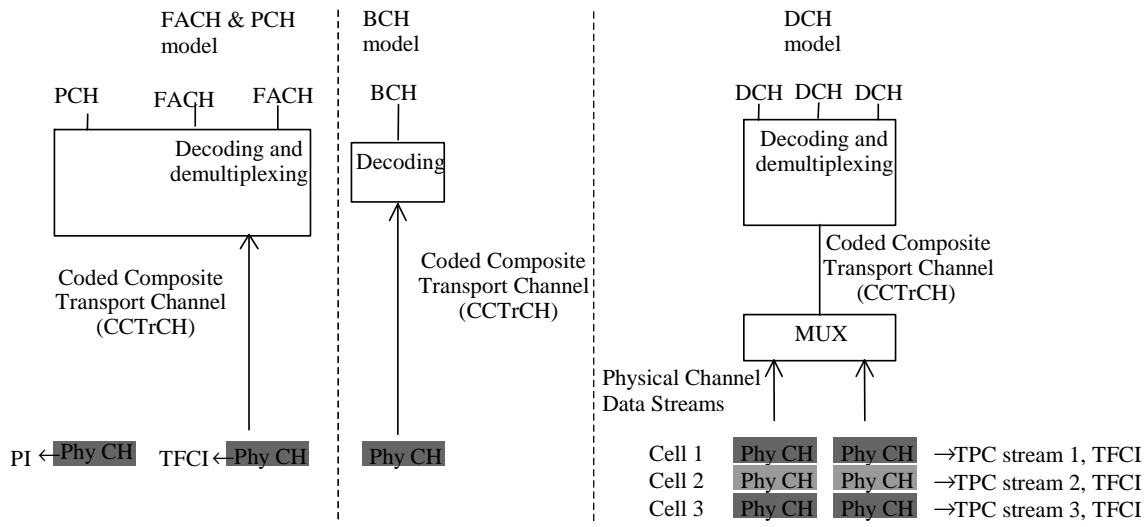 FACH & PCH
model
PCH
FACH
FACH
Decoding and
demultiplexing
Coded Composite
Transport Channel
(CCTrCH)
PI ← Phy CH
TFCI ← Phy CH
BCH
model
BCH
Decoding
Coded Composite
Transport Channel
(CCTrCH)
Phy CH
DCH
model
DCH DCH DCH
Decoding and
demultiplexing
Coded Composite
Transport Channel
(CCTrCH)
MUX
Physical Channel
Data Streams
Cell 1 Phy CH Phy CH →TPC stream 1, TFCI
Cell 2 Phy CH Phy CH →TPC stream 2, TFCI
Cell 3 Phy CH Phy CH →TPC stream 3, TFCI